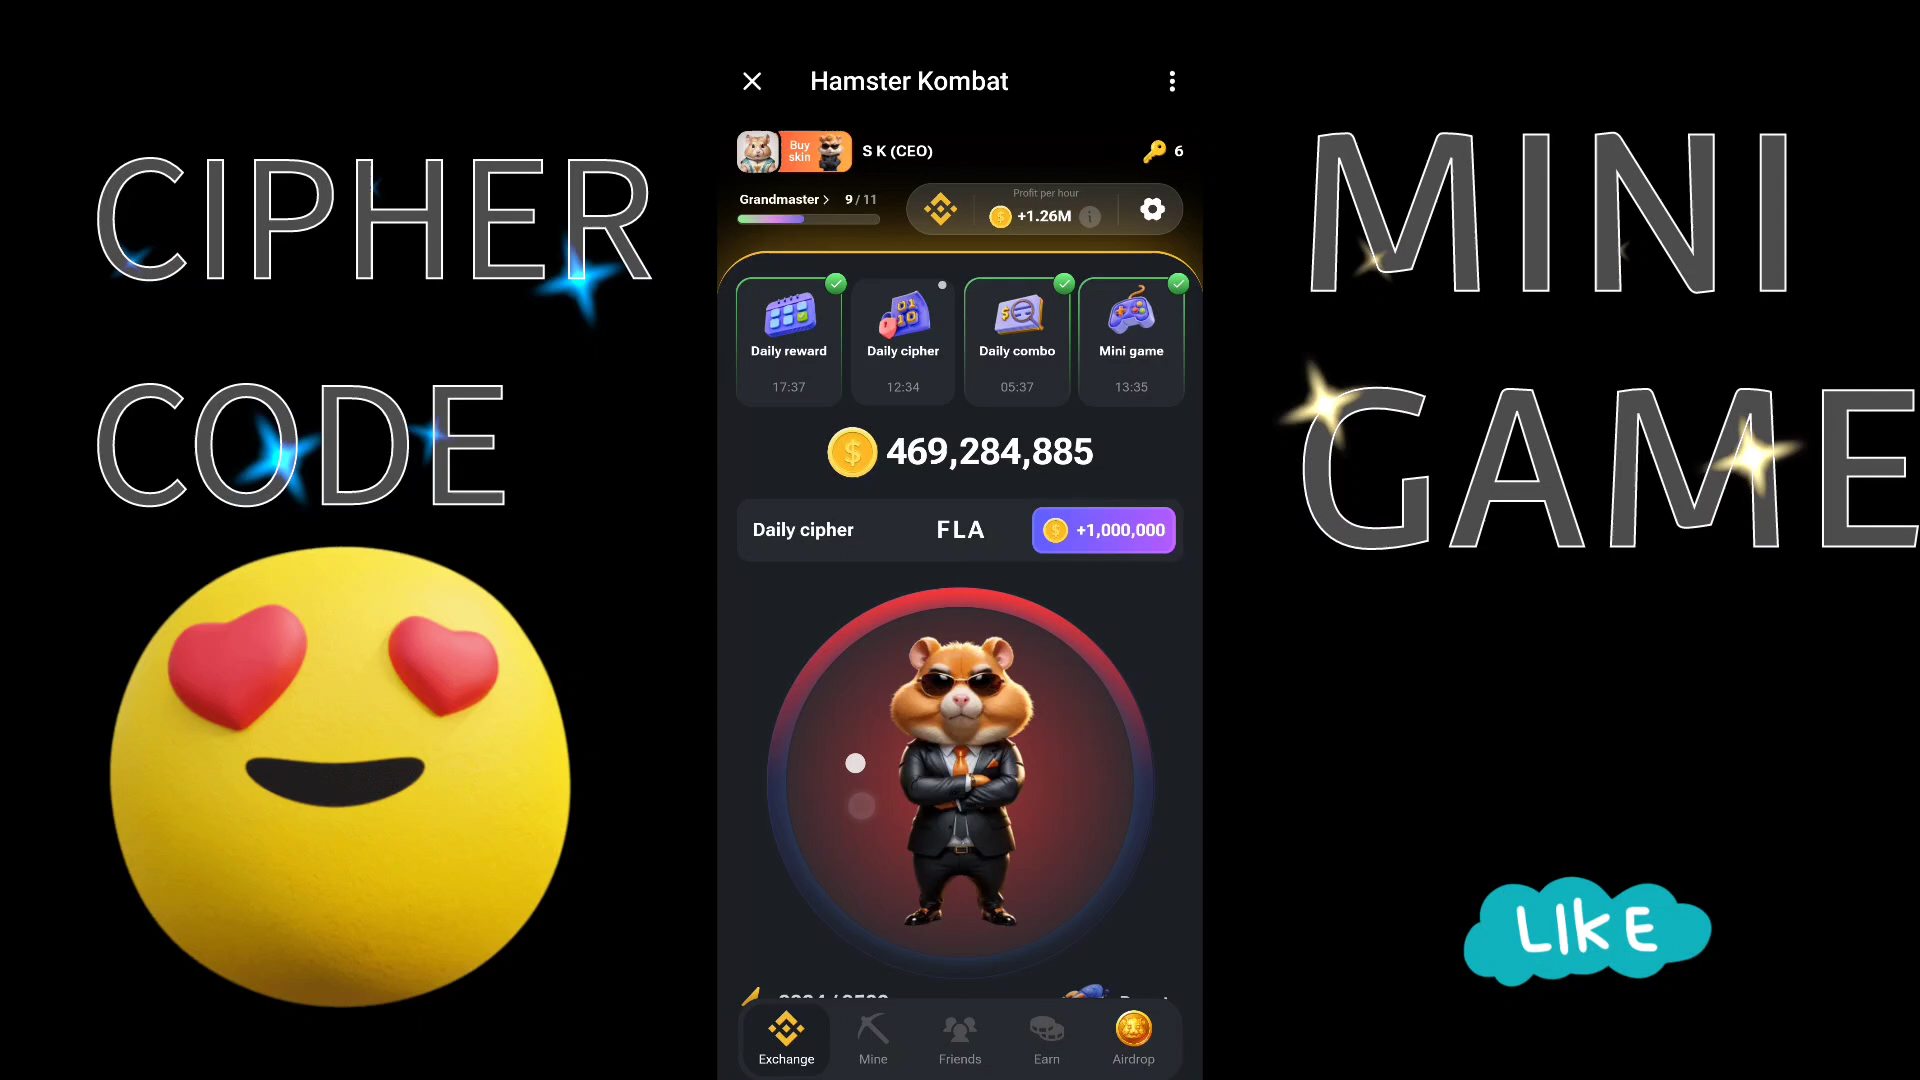 CIPHER
CODE
Hamster Kombat
Buy
skin
S K (CEO)
6
Grandmaster
9 / 11
Profit per hour
+1.26M
Daily reward
17:37
Daily cipher
01
10
12:34
Daily combo
05:37
Mini game
13:35
469,284,885
Daily cipher
FLA
+1,000,000
Exchange
Mine
Friends
Earn
Airdrop
MINI
GAME
LIKE